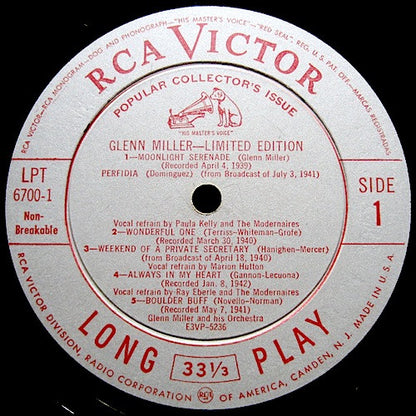 "HIS MASTER'S VOICE"—"RED SEAL". REG. U. S. PAT. OFF.—MARCAS REGISTRADAS
RCA VICTOR—RCA MONOGRAM—DOG AND PHONOGRAPH—
RCA VICTOR
POPULAR COLLECTOR'S ISSUE
"HIS MASTER'S VOICE"
GLENN MILLER—LIMITED EDITION
1—MOONLIGHT SERENADE (Glenn Miller)
(Recorded April 4, 1939)
PERFIDIA (Dominguez) (from Broadcast of July 3, 1941)
LPT
6700-1
Non-
Breakable
SIDE
1
Vocal refrain by Paula Kelly and The Modernaires
2—WONDERFUL ONE (Terriss-Whiteman-Grofe)
(Recorded March 30, 1940)
3—WEEKEND OF A PRIVATE SECRETARY (Hanighen-Mercer)
(from Broadcast of April 18, 1940)
Vocal refrain by Marion Hutton
4—ALWAYS IN MY HEART (Gannon-Lecuona)
(Recorded Jan. 8, 1942)
Vocal refrain by Ray Eberle and The Modernaires
5—BOULDER BUFF (Novello-Norman)
(Recorded May 7, 1941)
Glenn Miller and his Orchestra
E3VP-5236
LONG 33 1/3 PLAY
RCA VICTOR DIVISION, RADIO CORPORATION RCA OF AMERICA, CAMDEN, N. J. MADE IN U.S.A.